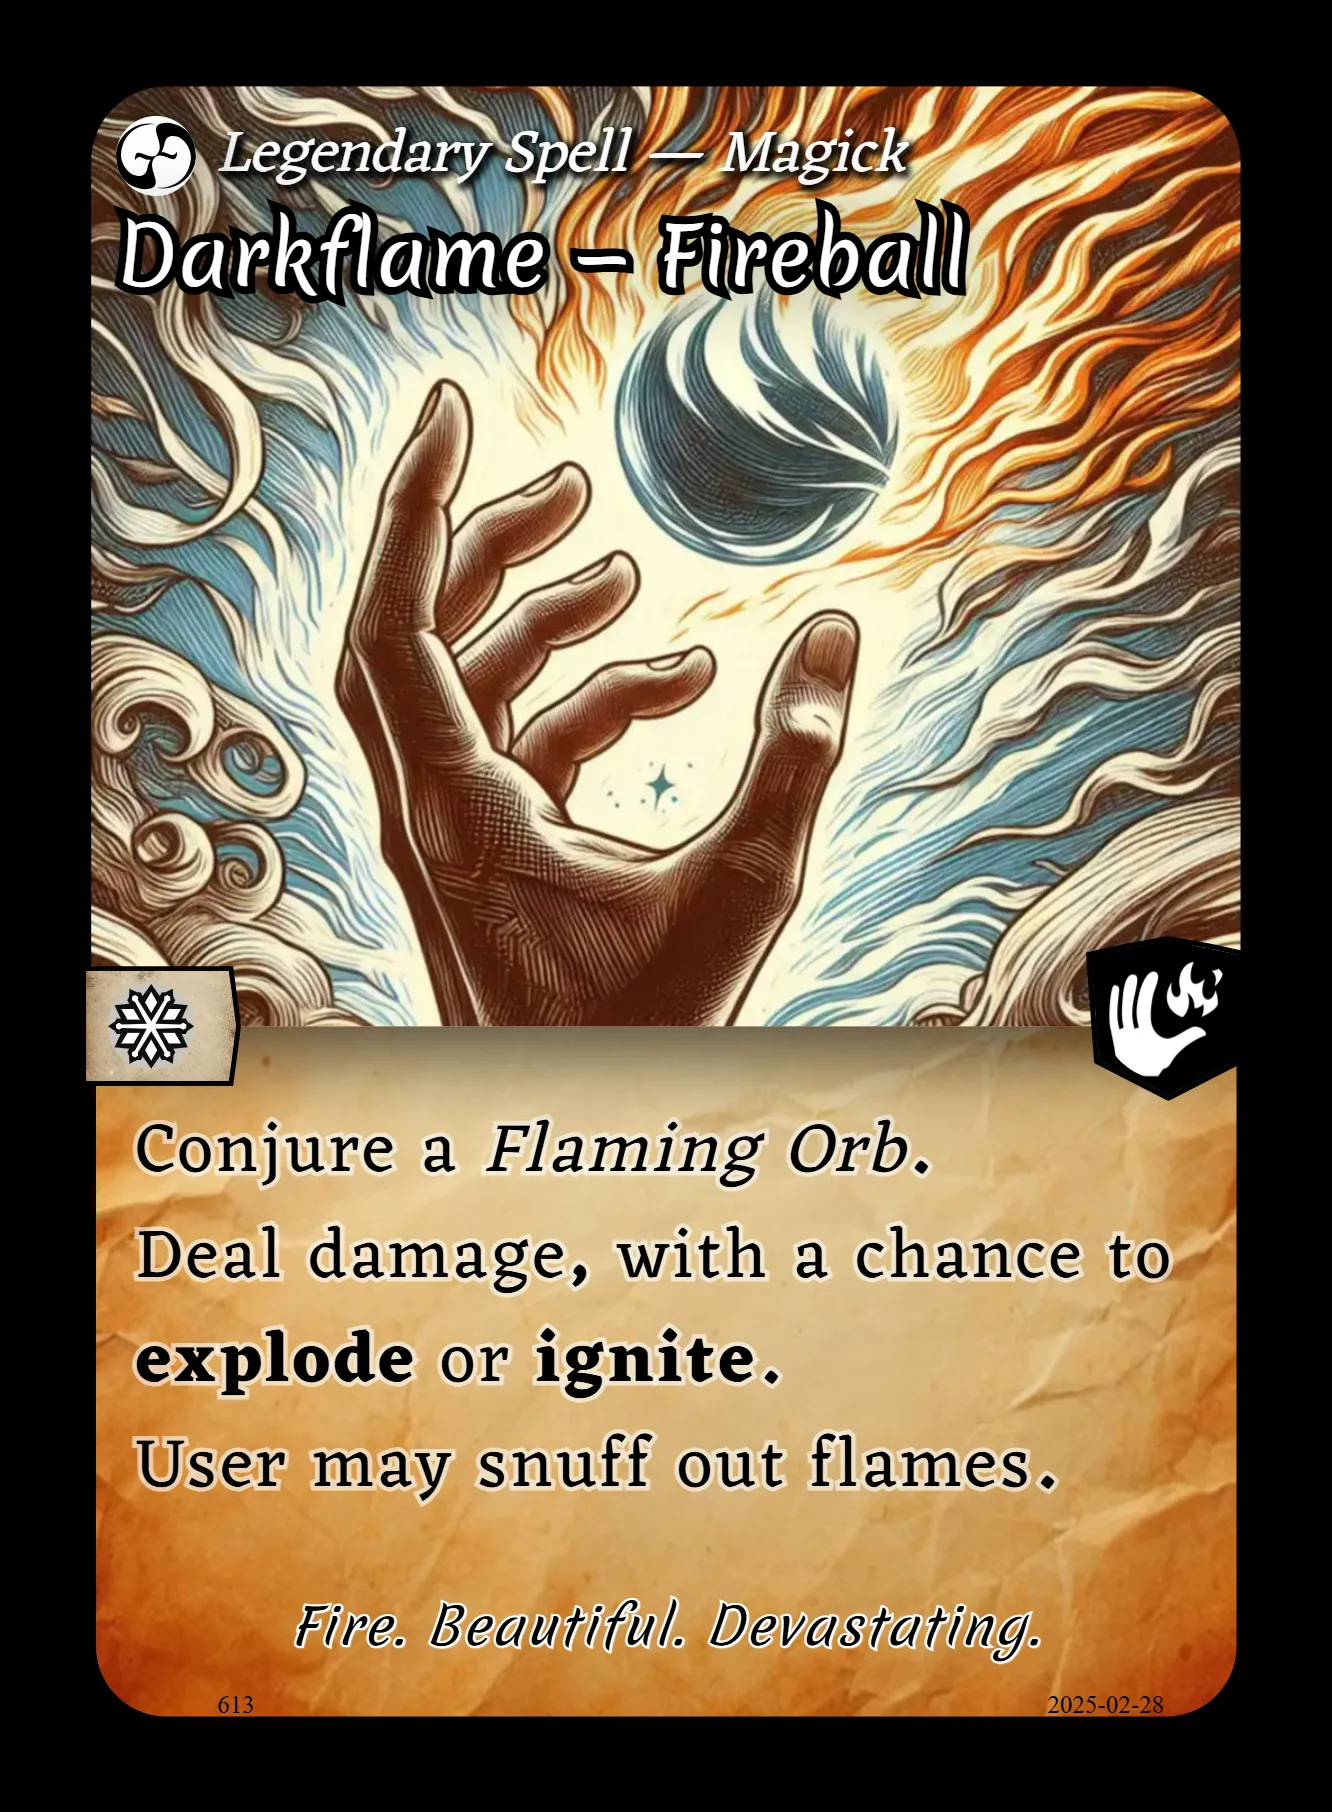 Legendary Spell — Magick
Darkflame – Fireball
Conjure a Flaming Orb.
Deal damage, with a chance to
explode or ignite.
User may snuff out flames.
Fire. Beautiful. Devastating.
613
2025-02-28